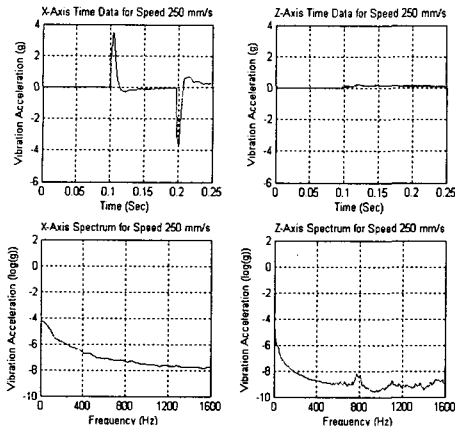 X-Axis Time Data for Speed 250 mm/s
Vibration Acceleration (g)
4
2
0
-2
-4
-6
0 0.05 0.1 0.15 0.2 0.25
Time (Sec)
Z-Axis Time Data for Speed 250 mm/s
Vibration Acceleration (g)
4
2
0
-2
-4
-6
0 0.05 0.1 0.15 0.2 0.25
Time (Sec)
X-Axis Spectrum for Speed 250 mm/s
Vibration Acceleration (log(g))
2
0
-2
-4
-6
-8
-10
0 400 800 1200 1600
Frequency (Hz)
Z-Axis Spectrum for Speed 250 mm/s
Vibration Acceleration (log(g))
2
0
-2
-4
-6
-8
-10
0 400 800 1200 1600
Frequency (Hz)